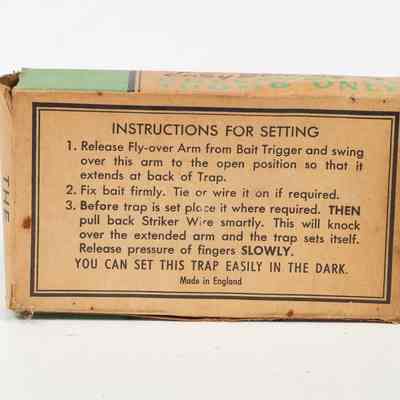 THE
INSTRUCTIONS FOR SETTING
1. Release Fly-over Arm from Bait Trigger and swing
over this arm to the open position so that it
extends at back of Trap.
2. Fix bait firmly. Tie or wire it on if required.
3. Before trap is set place it where required. THEN
pull back Striker Wire smartly. This will knock
over the extended arm and the trap sets itself.
Release pressure of fingers SLOWLY.
YOU CAN SET THIS TRAP EASILY IN THE DARK.
Made in England